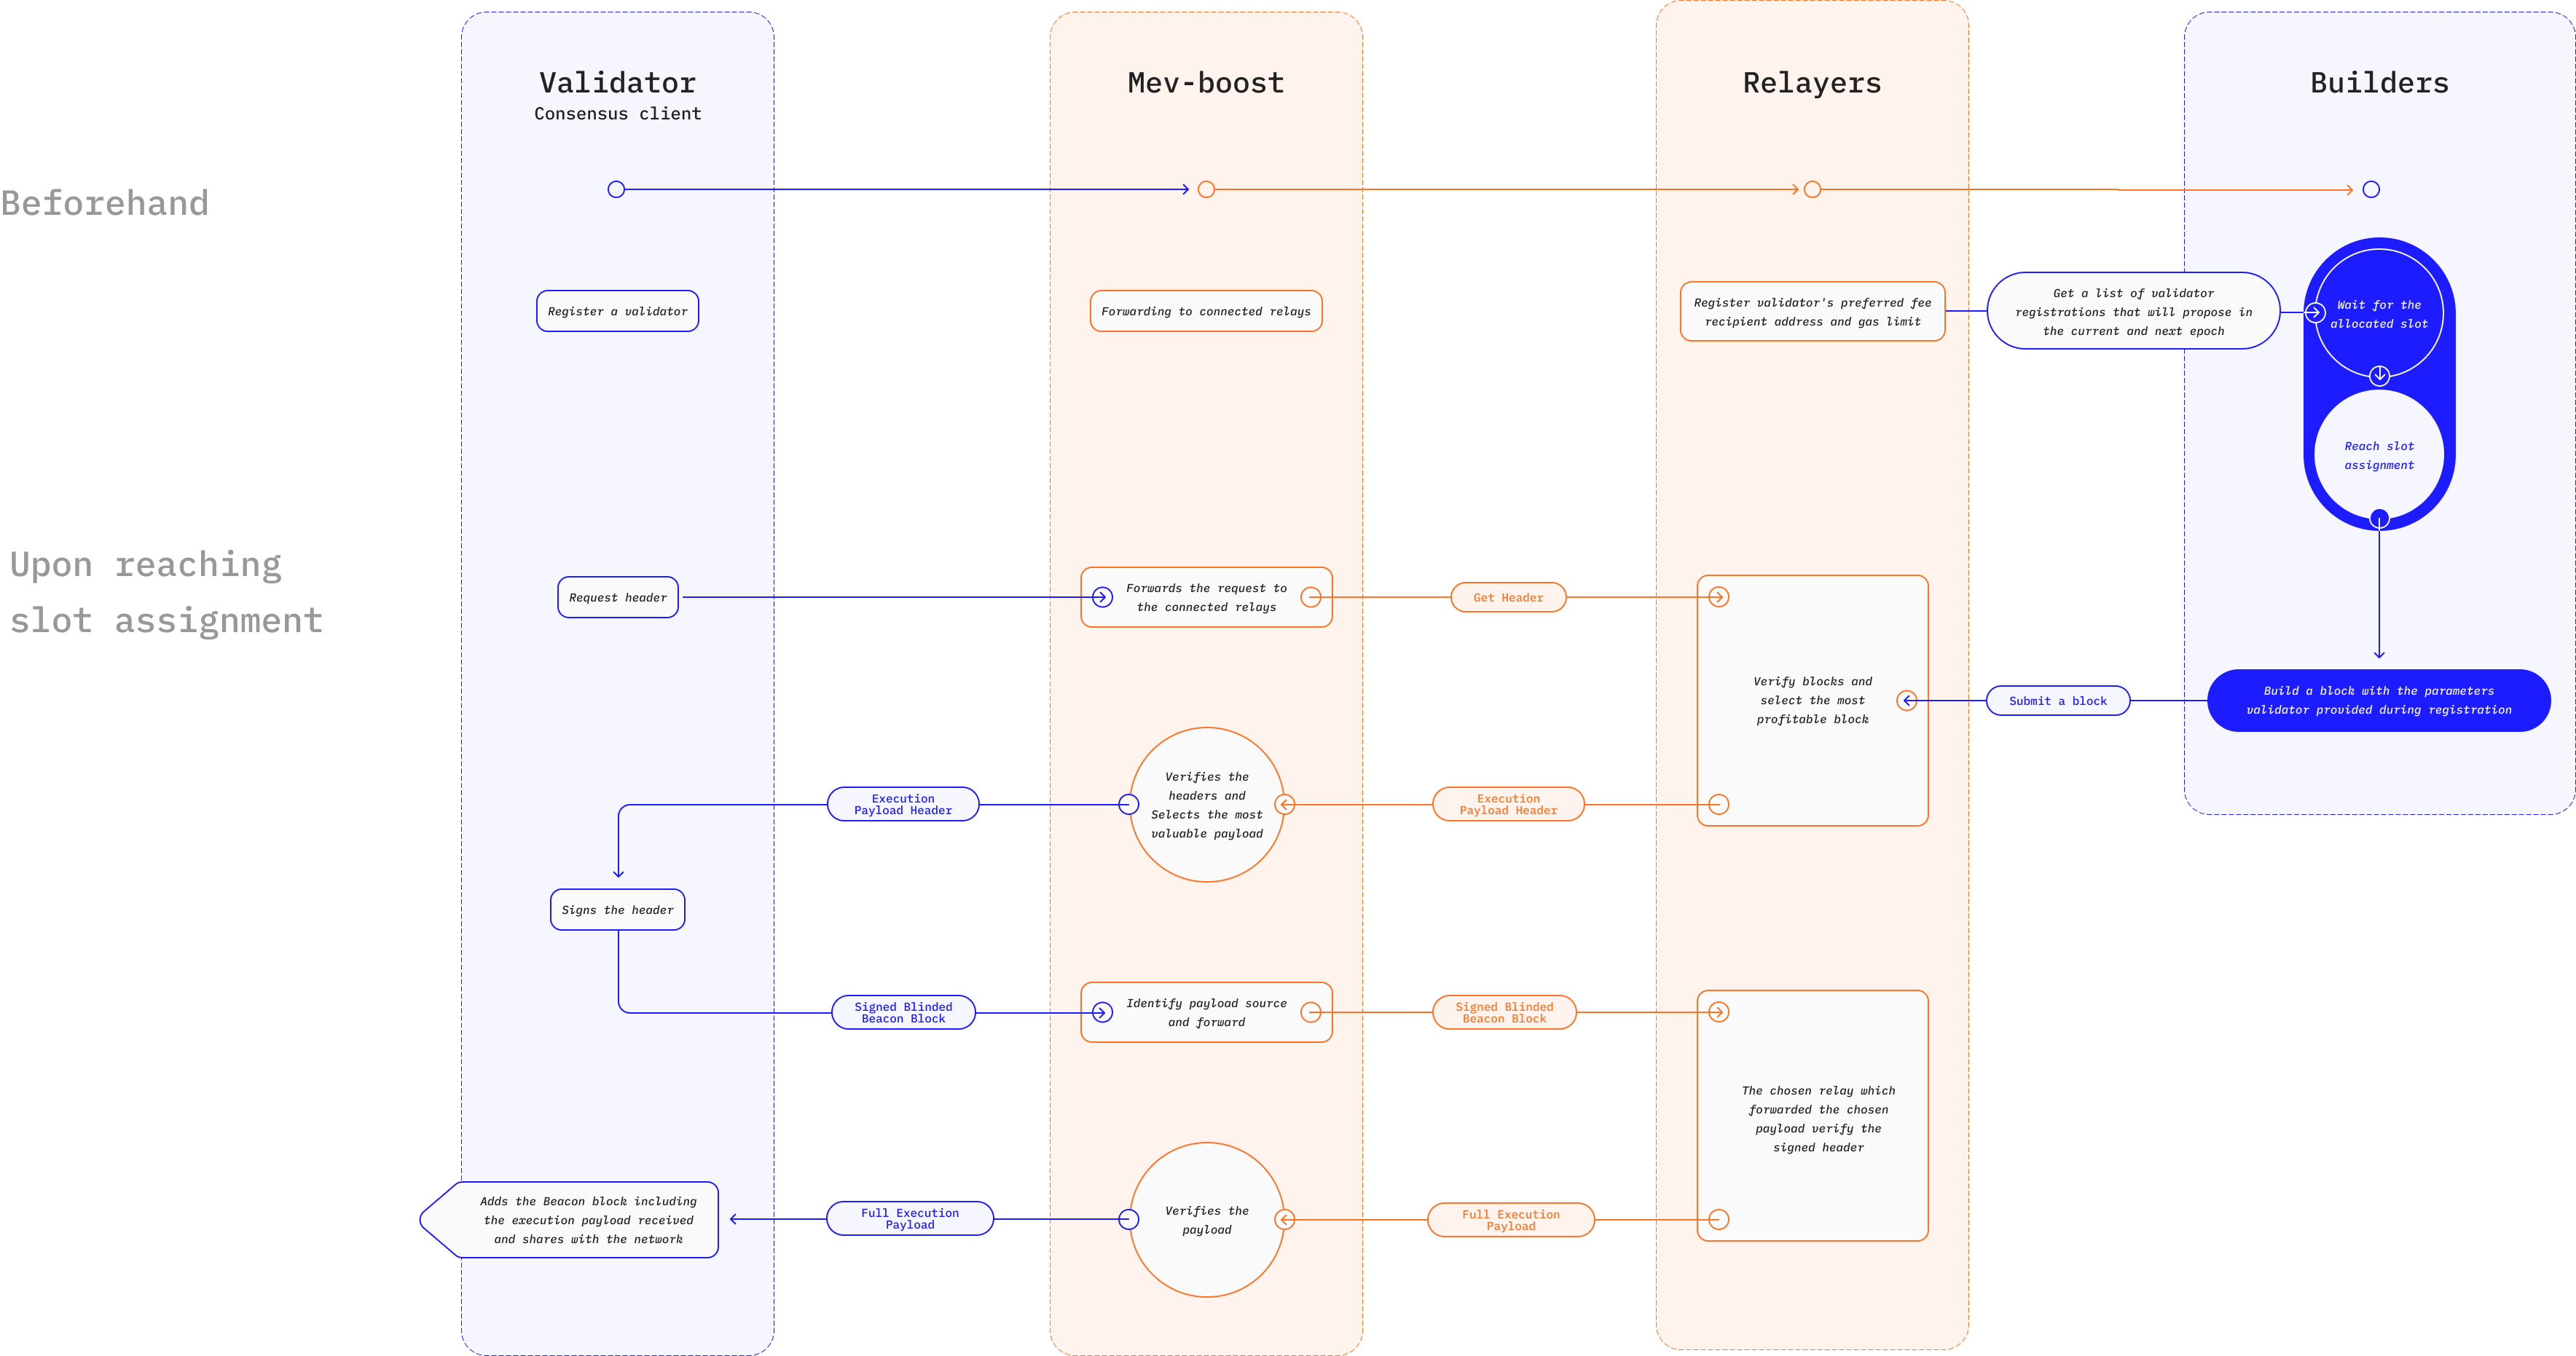 Validator
Consensus client
Mev-boost
Relayers
Builders
Beforehand
Register a validator
Forwarding to connected relays
Register validator's preferred fee
recipient address and gas limit
Get a list of validator
registrations that will propose in
the current and next epoch
Wait for the
allocated slot
Reach slot
assignment
Upon reaching
slot assignment
Request header
Forwards the request to
the connected relays
Get Header
Verify blocks and
select the most
profitable block
Submit a block
Build a block with the parameters
validator provided during registration
Execution
Payload Header
Verifies the
headers and
Selects the most
valuable payload
Execution
Payload Header
Signs the header
Signed Blinded
Beacon Block
Identify payload source
and forward
Signed Blinded
Beacon Block
The chosen relay which
forwarded the chosen
payload verify the
signed header
Adds the Beacon block including
the execution payload received
and shares with the network
Full Execution
Payload
Verifies the
payload
Full Execution
Payload